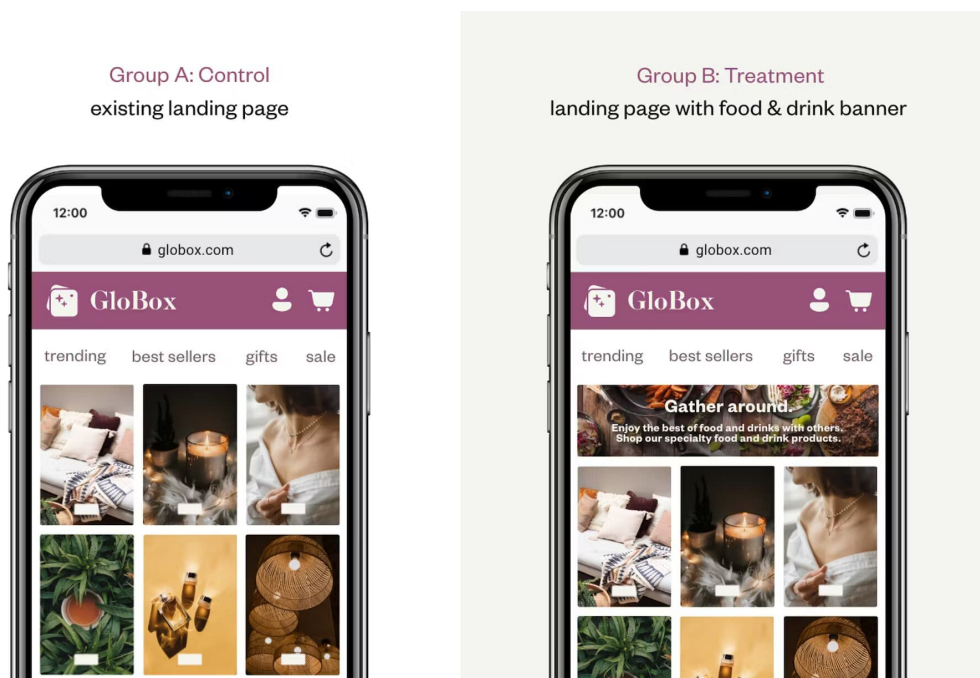 Group A: Control
existing landing page
12:00
globox.com
GloBox
trending best sellers gifts sale
Group B: Treatment
landing page with food & drink banner
12:00
globox.com
GloBox
trending best sellers gifts sale
Gather around.
Enjoy the best of food and drinks with others.
Shop our specialty food and drink products.